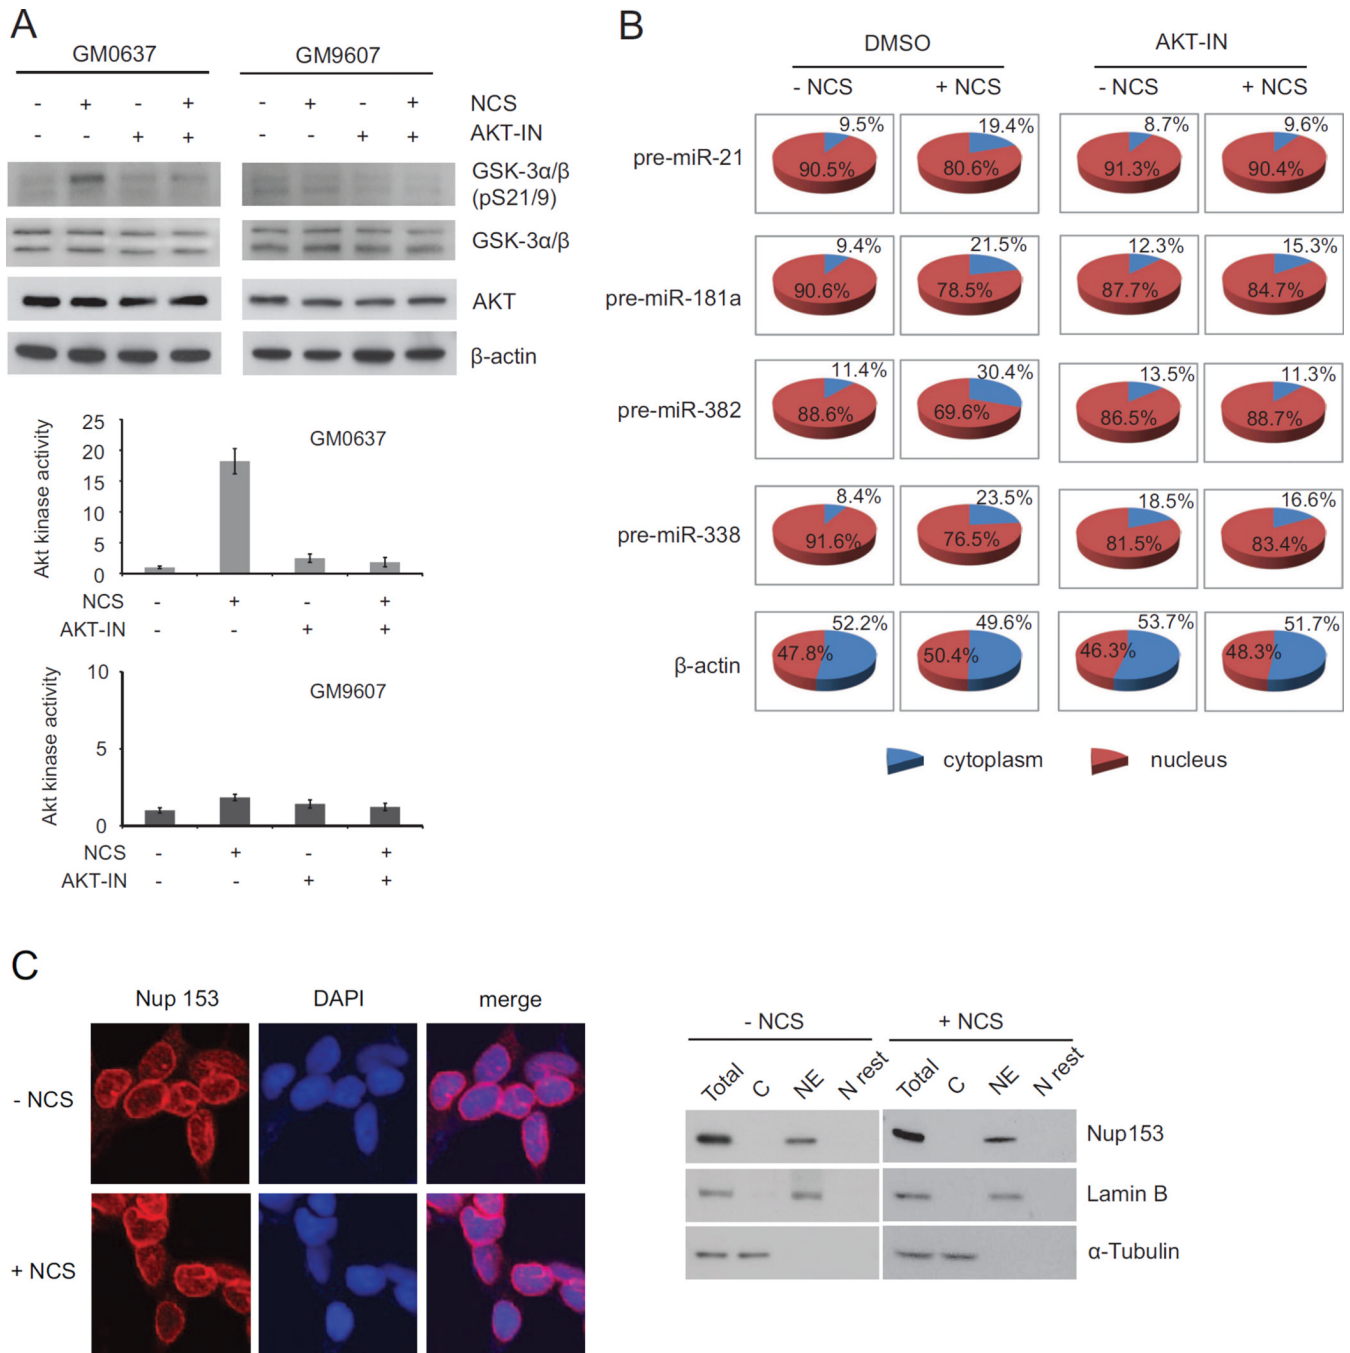 A
GM0637
GM9607
- + - + - + - + NCS
- - + + - - + + AKT-IN
GSK-3α/β
(pS21/9)
GSK-3α/β
AKT
β-actin
25
20
15
10
5
0
Akt kinase activity
GM0637
NCS - + - +
AKT-IN - - + +
10
5
0
Akt kinase activity
GM9607
NCS - + - +
AKT-IN - - + +
B
DMSO
AKT-IN
- NCS + NCS - NCS + NCS
pre-miR-21
9.5% 19.4% 8.7% 9.6%
90.5% 80.6% 91.3% 90.4%
pre-miR-181a
9.4% 21.5% 12.3% 15.3%
90.6% 78.5% 87.7% 84.7%
pre-miR-382
11.4% 30.4% 13.5% 11.3%
88.6% 69.6% 86.5% 88.7%
pre-miR-338
8.4% 23.5% 18.5% 16.6%
91.6% 76.5% 81.5% 83.4%
β-actin
52.2% 49.6% 53.7% 51.7%
47.8% 50.4% 46.3% 48.3%
cytoplasm
nucleus
C
Nup 153 DAPI merge
- NCS
+ NCS
- NCS + NCS
Total C NE N rest Total C NE N rest
Nup153
Lamin B
α-Tubulin